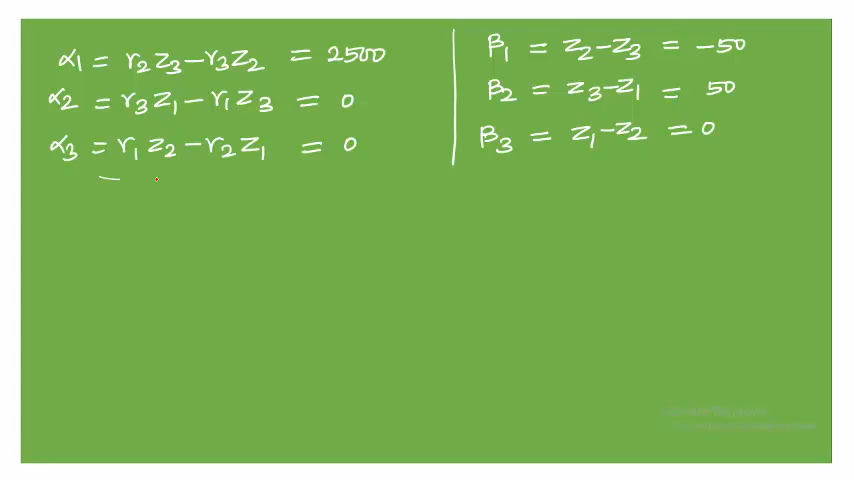 α₁ = r₂z₃ − r₃z₂ = 2500
α₂ = r₃z₁ − r₁z₃ = 0
α₃ = r₁z₂ − r₂z₁ = 0
β₁ = z₂ − z₃ = −50
β₂ = z₃ − z₁ = 50
β₃ = z₁ − z₂ = 0